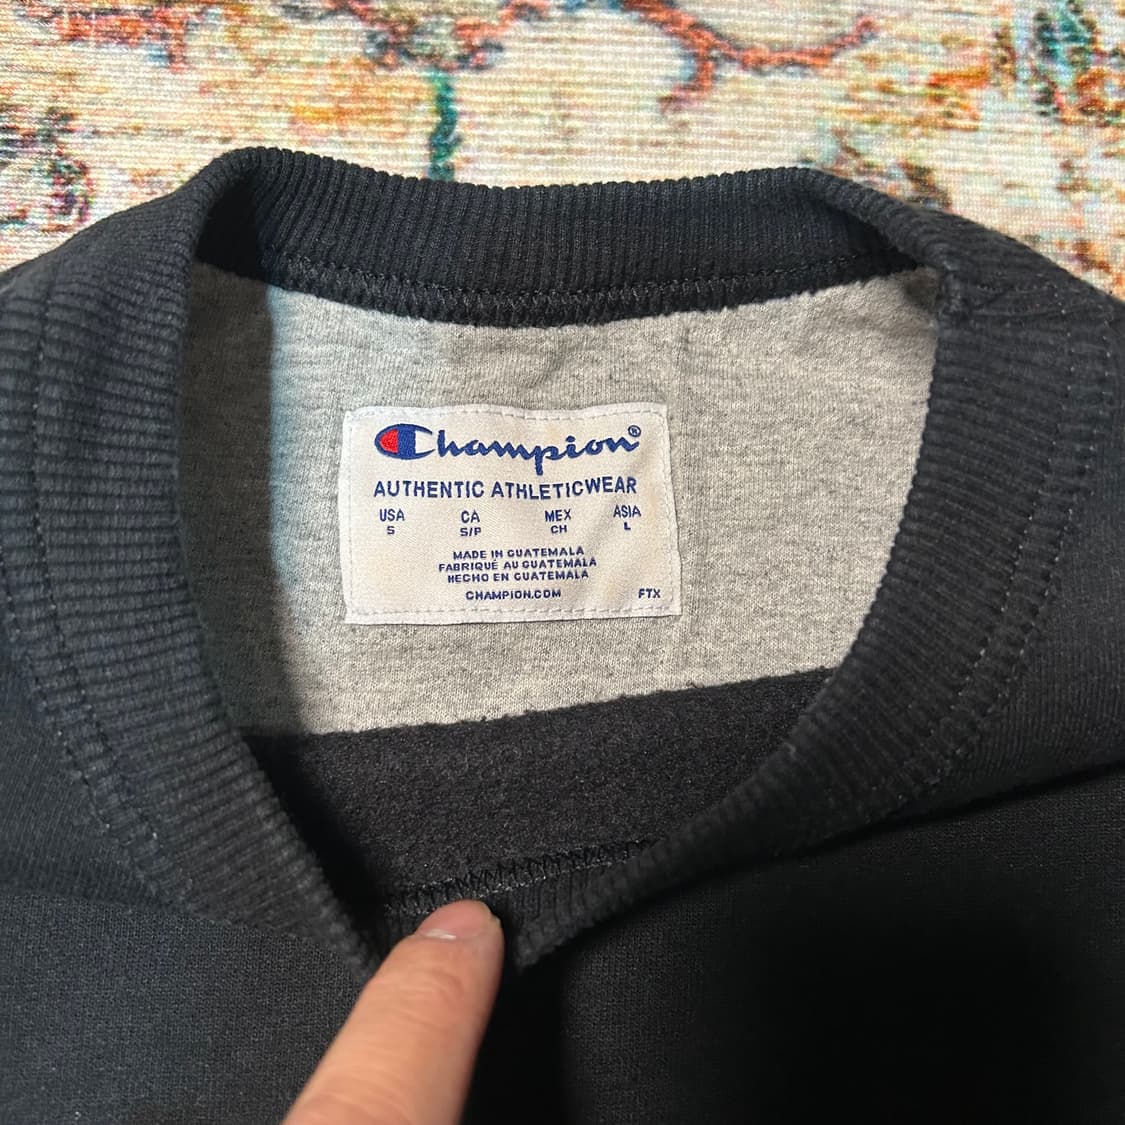 Champion®
AUTHENTIC ATHLETICWEAR
USA CA MEX ASIA
S S/P CH L
MADE IN GUATEMALA
FABRIQUÉ AU GUATEMALA
HECHO EN GUATEMALA
CHAMPION.COM FTX